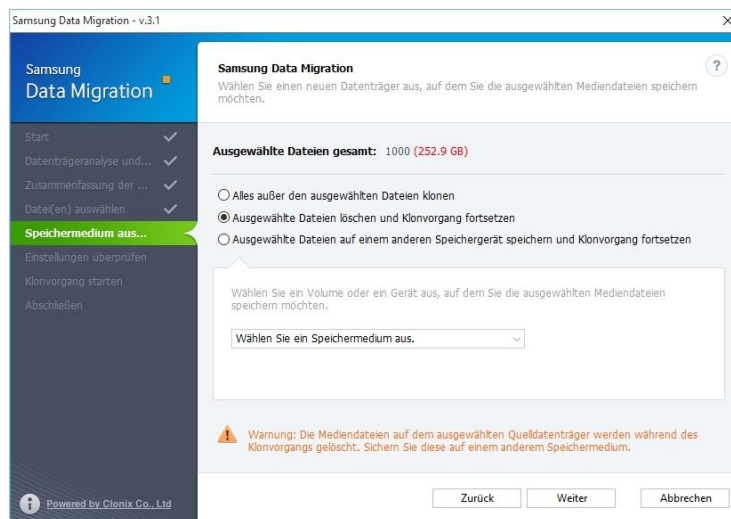 Samsung Data Migration - v.3.1
Samsung
Data Migration
Start
Datenträgeranalyse und...
Zusammenfassung der ...
Datei(en) auswählen
Speichermedium aus...
Einstellungen überprüfen
Klonvorgang starten
Abschließen
Powered by Clonix Co., Ltd
Samsung Data Migration
?
Wählen Sie einen neuen Datenträger aus, auf dem Sie die ausgewählten Mediendateien speichern
möchten.
Ausgewählte Dateien gesamt: 1000 (252.9 GB)
Alles außer den ausgewählten Dateien klonen
Ausgewählte Dateien löschen und Klonvorgang fortsetzen
Ausgewählte Dateien auf einem anderen Speichergerät speichern und Klonvorgang fortsetzen
Wählen Sie ein Volume oder ein Gerät aus, auf dem Sie die ausgewählten Mediendateien
speichern möchten.
Wählen Sie ein Speichermedium aus.
Warnung: Die Mediendateien auf dem ausgewählten Quelldatenträger werden während des
Klonvorgangs gelöscht. Sichern Sie diese auf einem anderem Speichermedium.
Zurück
Weiter
Abbrechen